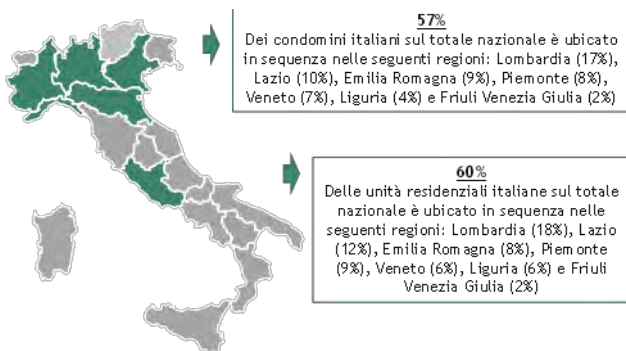 57%
Dei condomini italiani sul totale nazionale è ubicato
in sequenza nelle seguenti regioni: Lombardia (17%),
Lazio (10%), Emilia Romagna (9%), Piemonte (8%),
Veneto (7%), Liguria (4%) e Friuli Venezia Giulia (2%)
60%
Delle unità residenziali italiane sul totale
nazionale è ubicato in sequenza nelle
seguenti regioni: Lombardia (18%), Lazio
(12%), Emilia Romagna (8%), Piemonte
(9%), Veneto (6%), Liguria (6%) e Friuli
Venezia Giulia (2%)